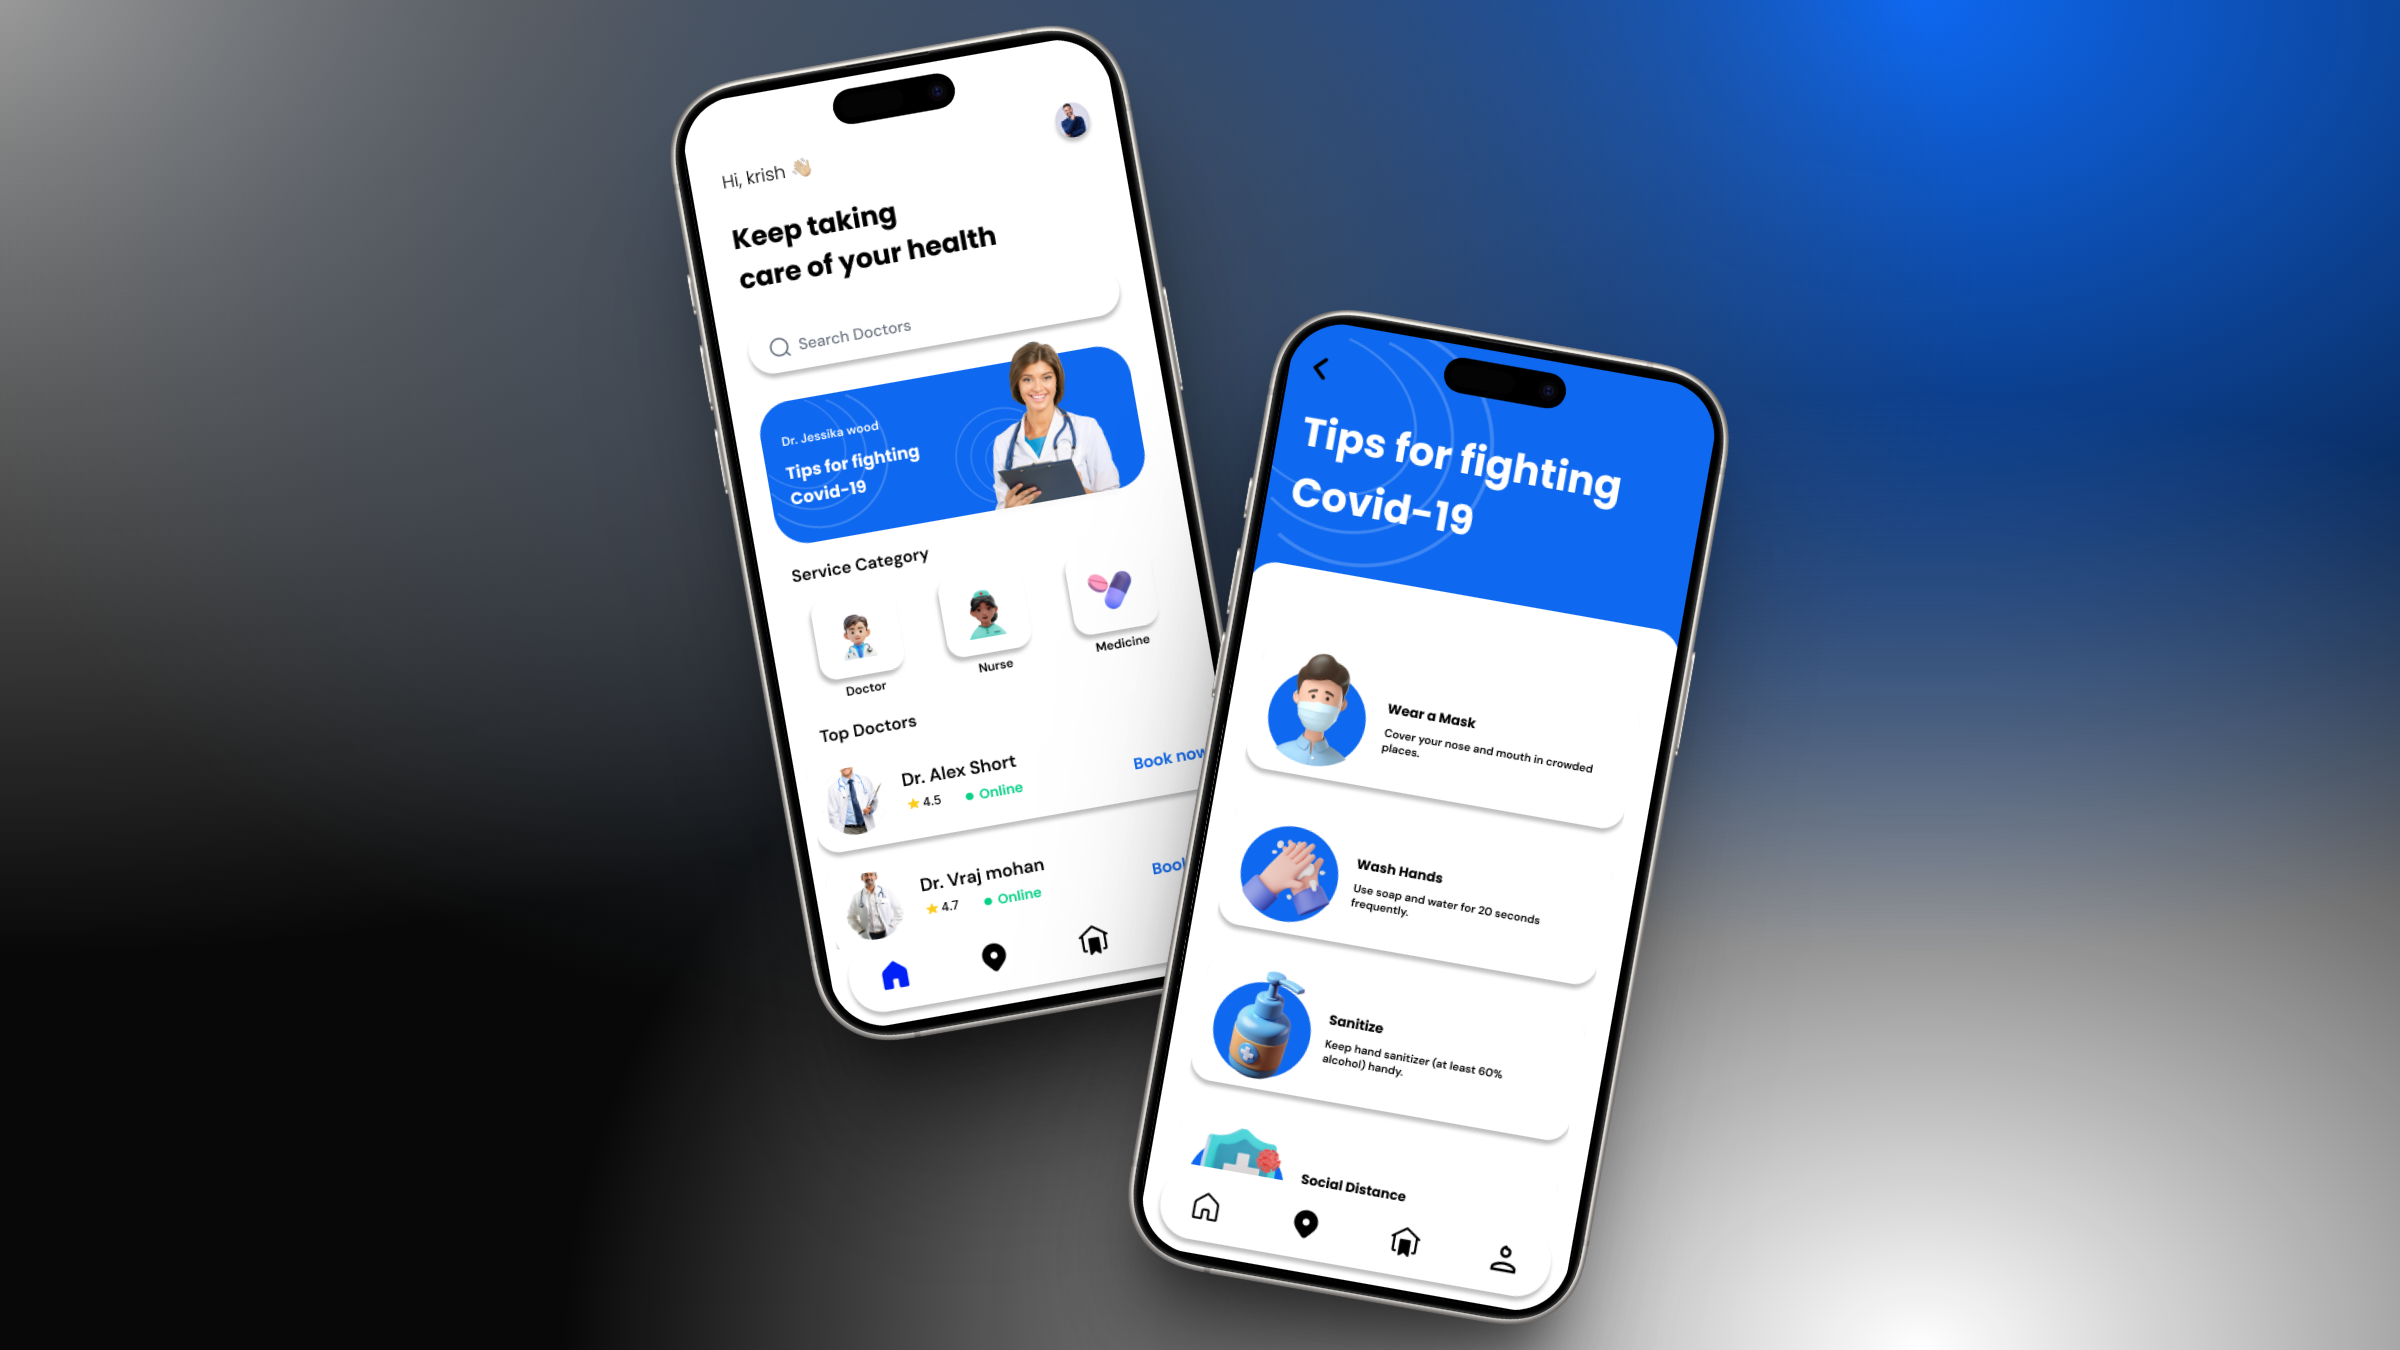 Hi, krish 👋🏼
Keep taking
care of your health
Search Doctors
Dr. Jessika wood
Tips for fighting
Covid-19
Service Category
Doctor
Nurse
Medicine
Top Doctors
Dr. Alex Short
Book now
4.5
Online
Dr. Vraj mohan
4.7
Online
Tips for fighting
Covid-19
Wear a Mask
Cover your nose and mouth in crowded
places.
Wash Hands
Use soap and water for 20 seconds
frequently.
Sanitize
Keep hand sanitizer (at least 60%
alcohol) handy.
Social Distance